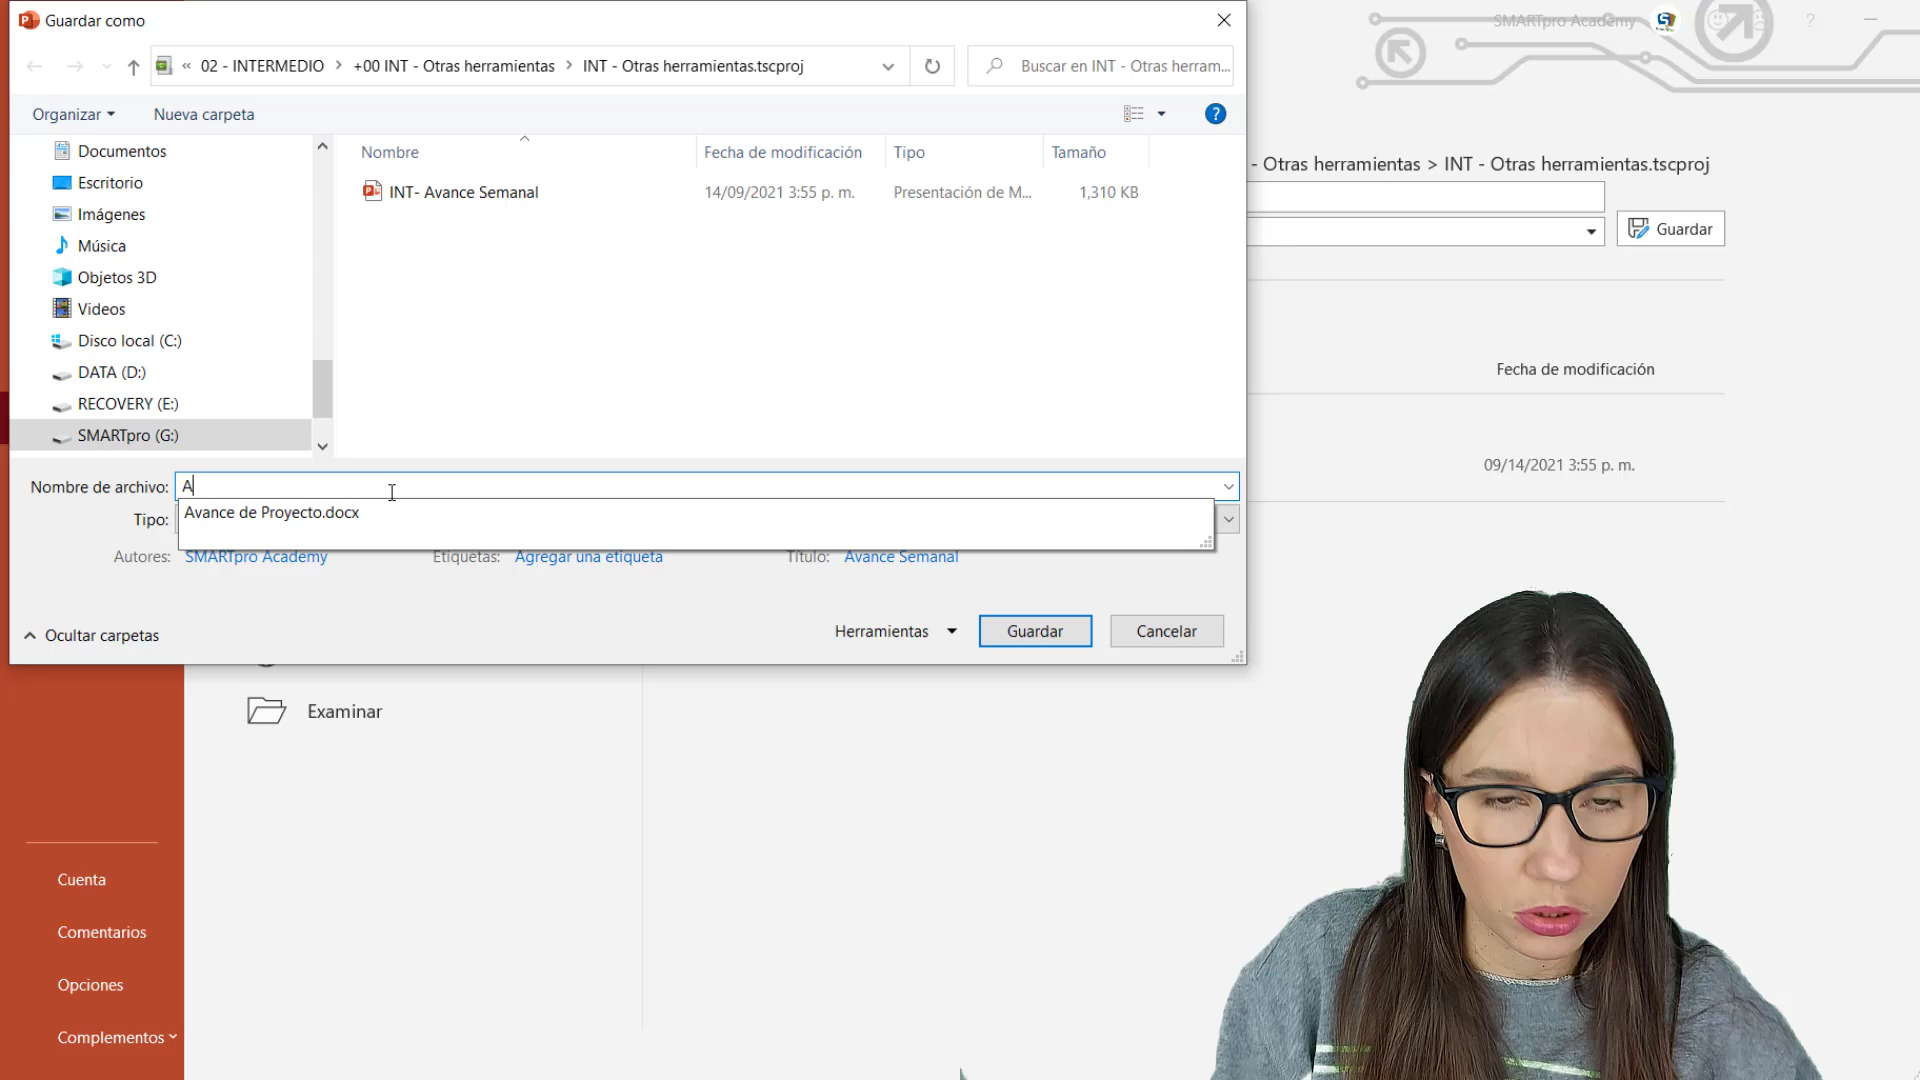 Guardar como
SMARTpro Academy
« 02 - INTERMEDIO > +00 INT - Otras herramientas > INT - Otras herramientas.tscproj
Buscar en INT - Otras herram...
Organizar
Nueva carpeta
Documentos
Escritorio
Imágenes
Música
Objetos 3D
Videos
Disco local (C:)
DATA (D:)
RECOVERY (E:)
SMARTpro (G:)
Nombre
Fecha de modificación
Tipo
Tamaño
INT- Avance Semanal
14/09/2021 3:55 p. m.
Presentación de M...
1,310 KB
- Otras herramientas > INT - Otras herramientas.tscproj
Guardar
Fecha de modificación
09/14/2021 3:55 p. m.
Nombre de archivo: A
Avance de Proyecto.docx
Tipo:
Autores: SMARTpro Academy
Etiquetas: Agregar una etiqueta
Título: Avance Semanal
Ocultar carpetas
Herramientas
Guardar
Cancelar
Examinar
Cuenta
Comentarios
Opciones
Complementos